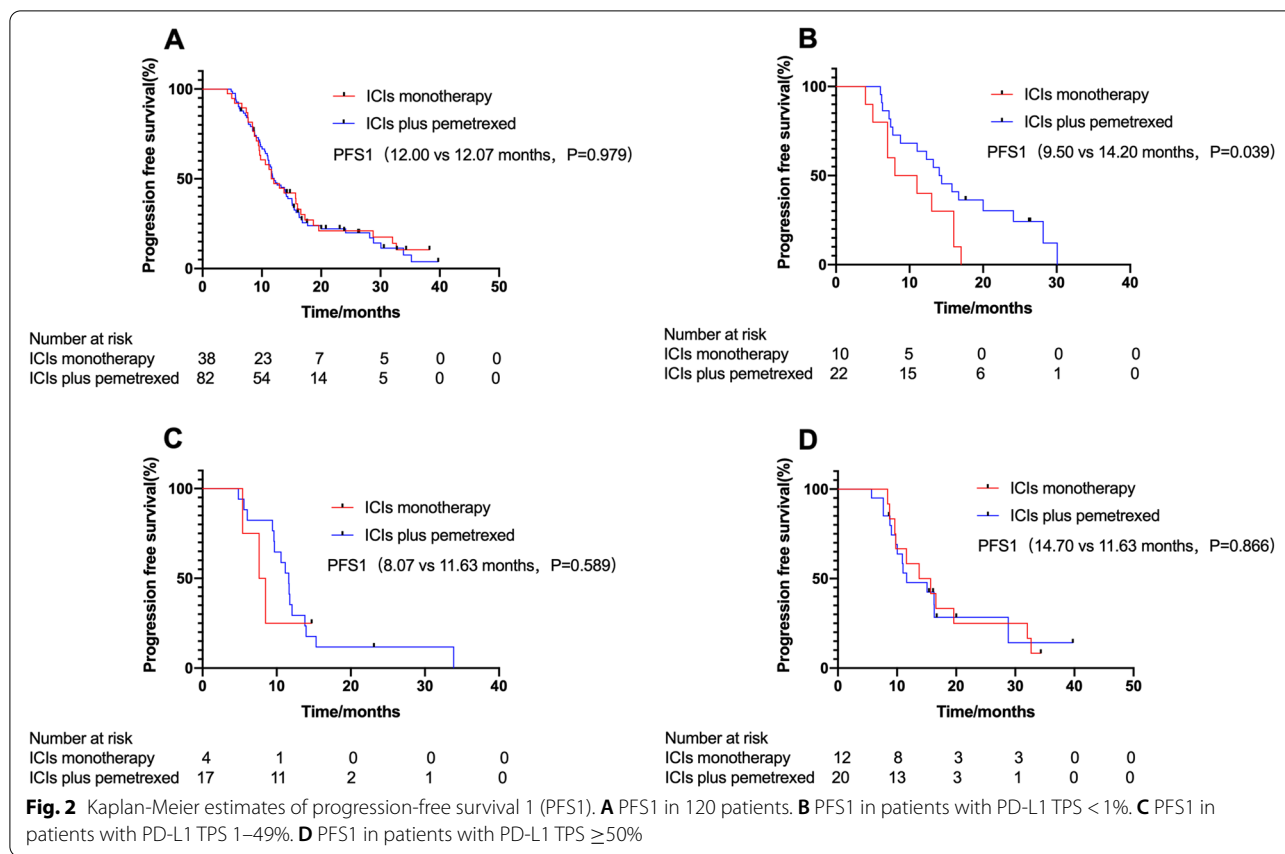 A
Progression free survival(%)
100
50
0
0 10 20 30 40 50
Time/months
ICIs monotherapy
ICIs plus pemetrexed
PFS1 (12.00 vs 12.07 months, P=0.979)
Number at risk
ICIs monotherapy 38 23 7 5 0 0
ICIs plus pemetrexed 82 54 14 5 0 0
B
Progression free survival(%)
100
50
0
0 10 20 30 40
Time/months
ICIs monotherapy
ICIs plus pemetrexed
PFS1 (9.50 vs 14.20 months, P=0.039)
Number at risk
ICIs monotherapy 10 5 0 0 0
ICIs plus pemetrexed 22 15 6 1 0
C
Progression free survival(%)
100
50
0
0 10 20 30 40
Time/months
ICIs monotherapy
ICIs plus pemetrexed
PFS1 (8.07 vs 11.63 months, P=0.589)
Number at risk
ICIs monotherapy 4 1 0 0 0
ICIs plus pemetrexed 17 11 2 1 0
D
Progression free survival(%)
100
50
0
0 10 20 30 40 50
Time/months
ICIs monotherapy
ICIs plus pemetrexed
PFS1 (14.70 vs 11.63 months, P=0.866)
Number at risk
ICIs monotherapy 12 8 3 3 0 0
ICIs plus pemetrexed 20 13 3 1 0 0
Fig. 2 Kaplan-Meier estimates of progression-free survival 1 (PFS1). A PFS1 in 120 patients. B PFS1 in patients with PD-L1 TPS < 1%. C PFS1 in
patients with PD-L1 TPS 1–49%. D PFS1 in patients with PD-L1 TPS ≥50%